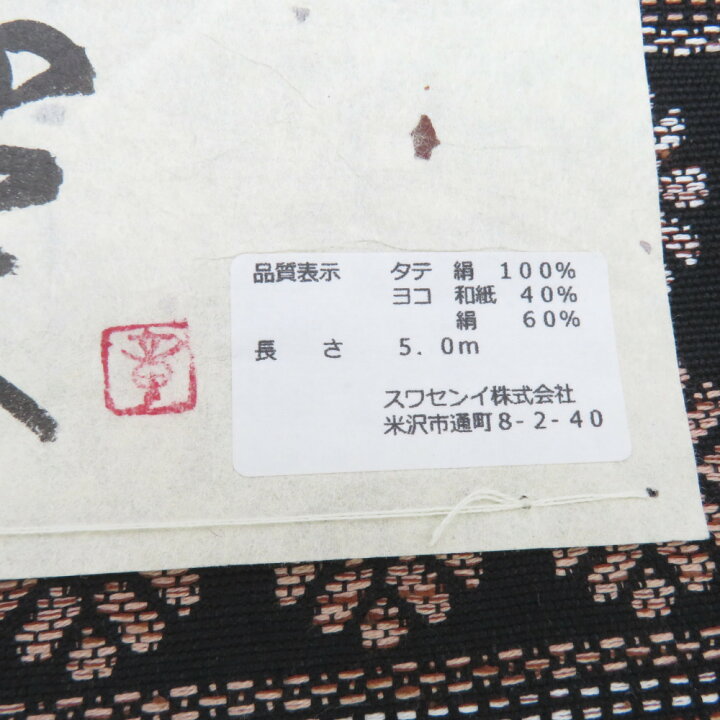 品質表示　タテ　絹　100%
ヨコ　和紙　40%
絹　60%
長　さ　5.0m
スワセンイ株式会社
米沢市通町8-2-40